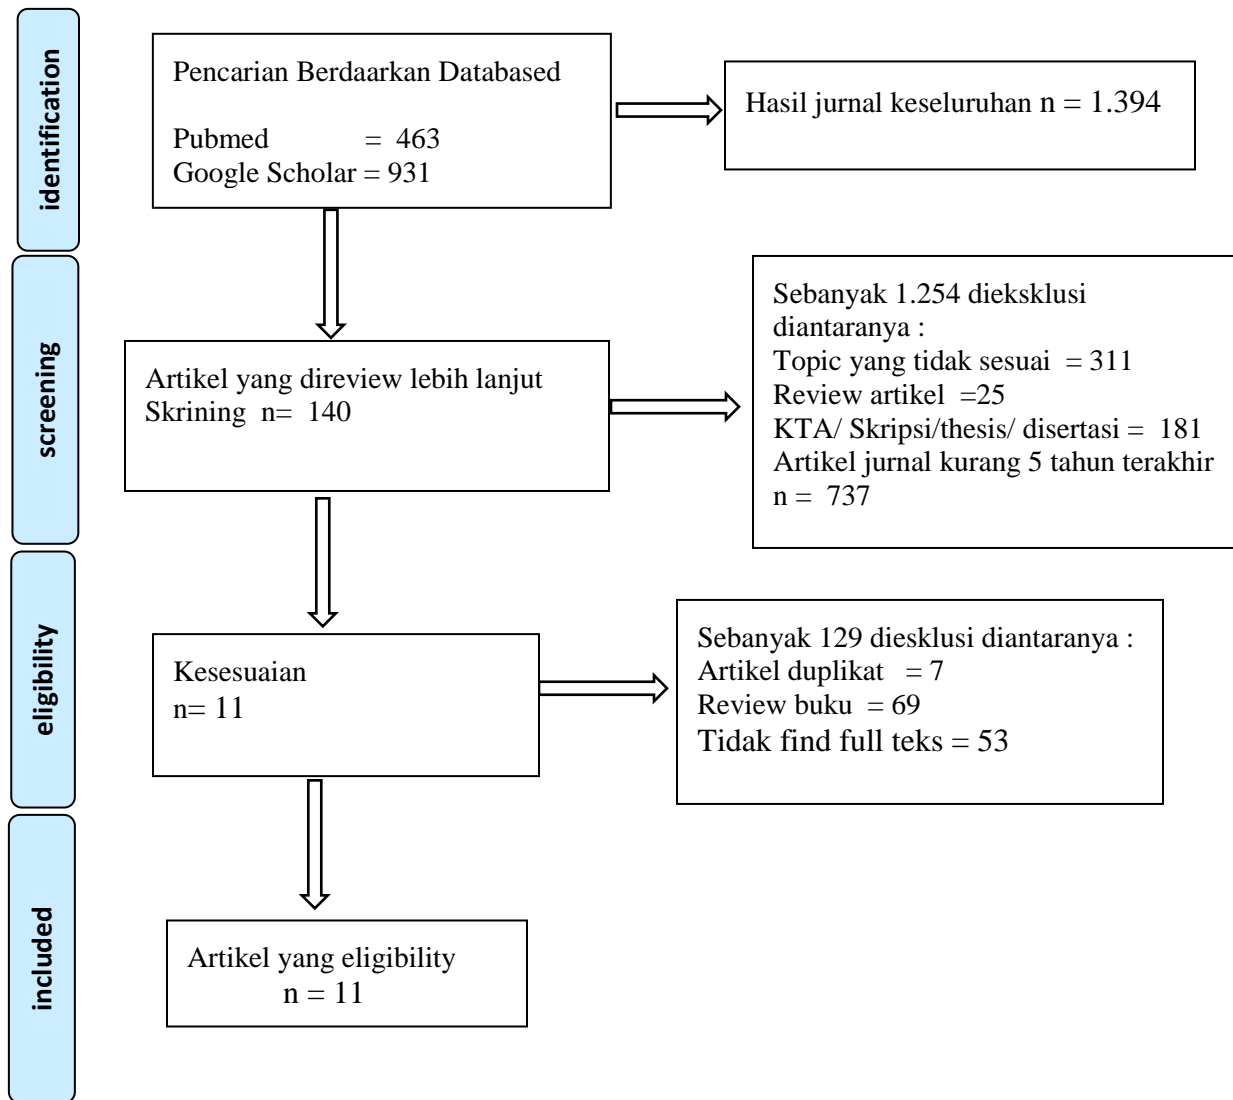 identification
Pencarian Berdaarkan Databased
Pubmed = 463
Google Scholar = 931
Hasil jurnal keseluruhan n = 1.394
screening
Artikel yang direview lebih lanjut
Skrining n= 140
Sebanyak 1.254 dieksklusi
diantaranya :
Topic yang tidak sesuai = 311
Review artikel =25
KTA/ Skripsi/thesis/ disertasi = 181
Artikel jurnal kurang 5 tahun terakhir
n = 737
eligibility
Kesesuaian
n= 11
Sebanyak 129 diesklusi diantaranya :
Artikel duplikat = 7
Review buku = 69
Tidak find full teks = 53
included
Artikel yang eligibility
n = 11